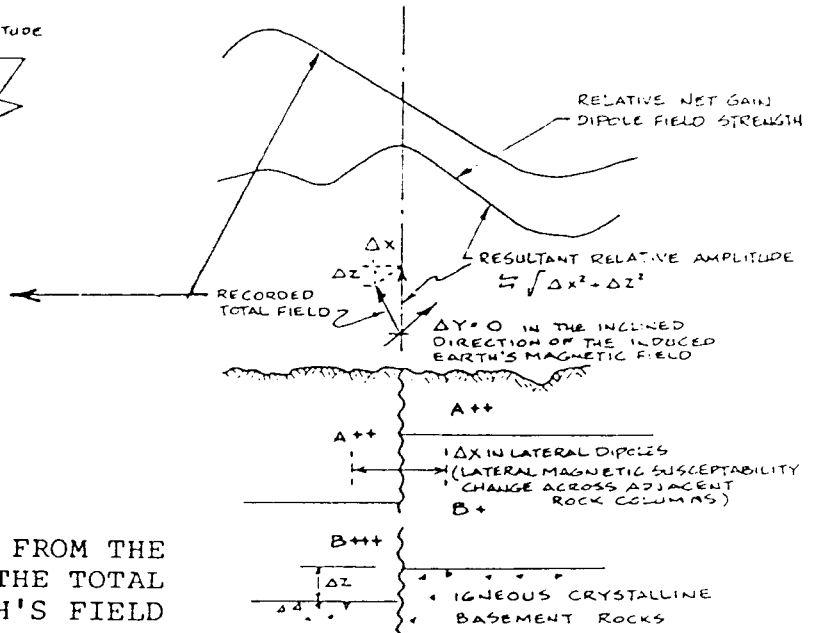 RELATIVE NET GAIN
DIPOLE FIELD STRENGTH
ΔX
ΔZ
RESULTANT RELATIVE AMPLITUDE
≒ √ΔX² + ΔZ²
RECORDED
TOTAL FIELD
ΔY=0 IN THE INCLINED
DIRECTION OF THE INDUCED
EARTH'S MAGNETIC FIELD
A++
A++
ΔX IN LATERAL DIPOLES
(LATERAL MAGNETIC SUSCEPTABILITY
CHANGE ACROSS ADJACENT
ROCK COLUMNS)
B+
B+++
FROM THE
THE TOTAL
H'S FIELD
ΔZ
IGNEOUS CRYSTALLINE
BASEMENT ROCKS